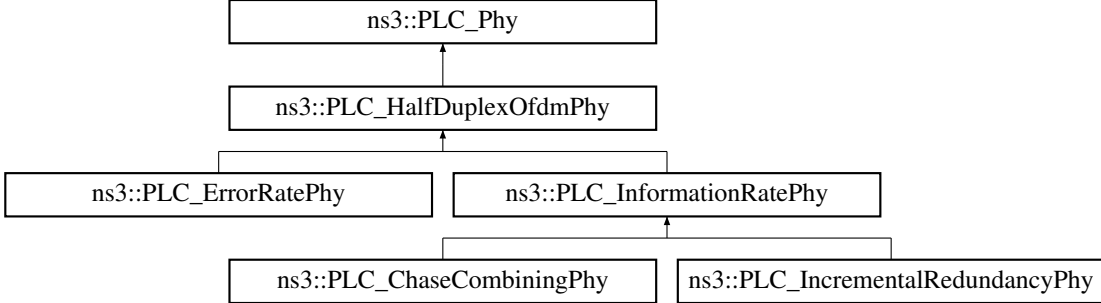 ns3::PLC_Phy
ns3::PLC_HalfDuplexOfdmPhy
ns3::PLC_ErrorRatePhy
ns3::PLC_InformationRatePhy
ns3::PLC_ChaseCombiningPhy
ns3::PLC_IncrementalRedundancyPhy